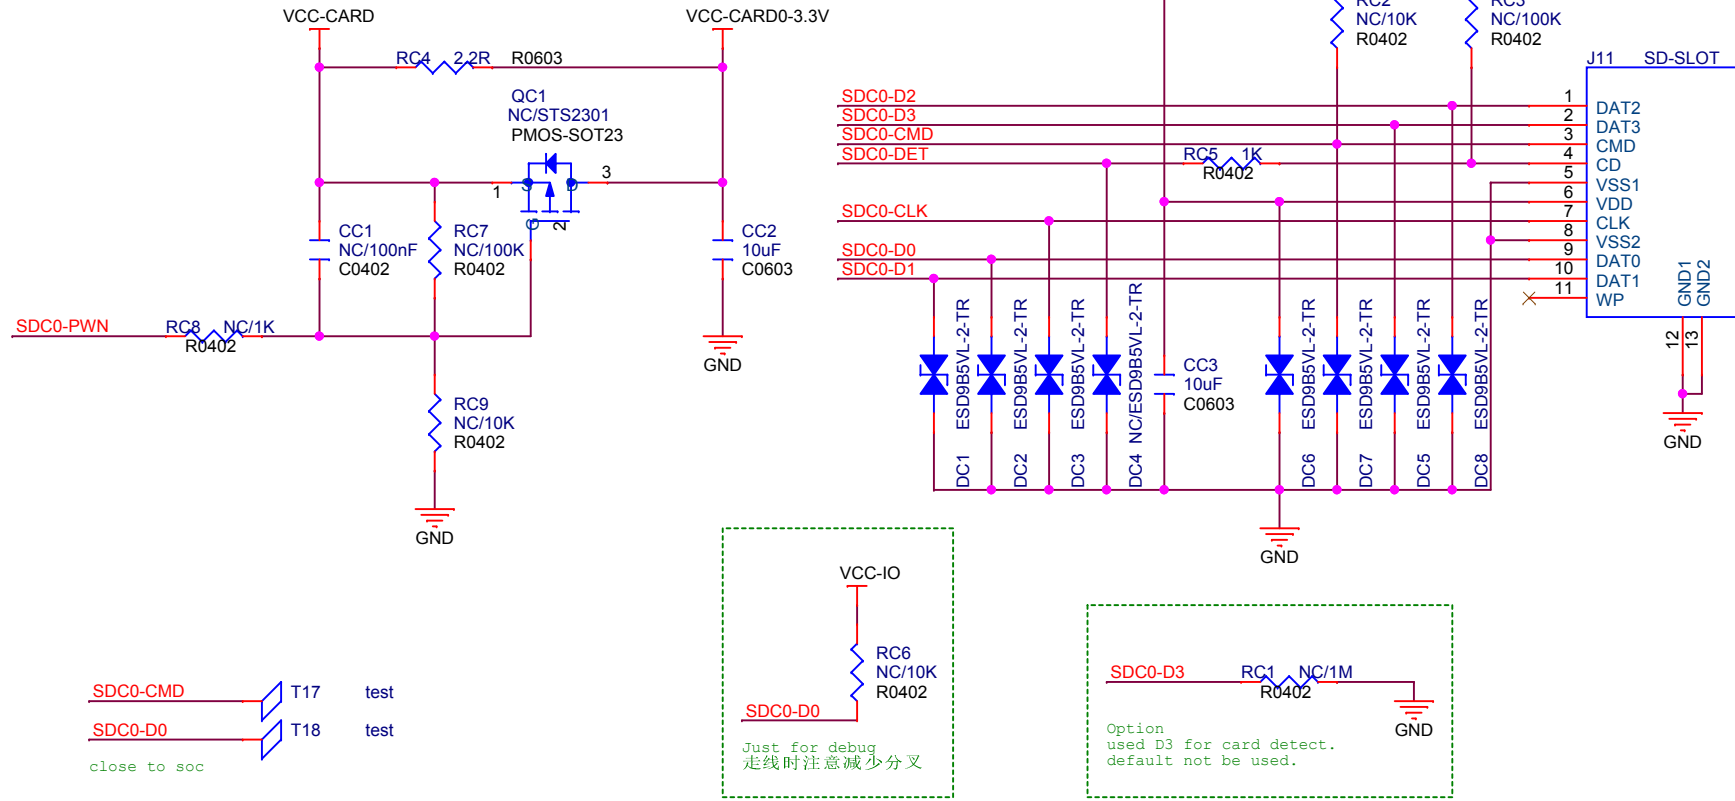 VCC-CARD
VCC-CARD0-3.3V
RC4 2.2R R0603
QC1
NC/STS2301
PMOS-SOT23
1
S
D
3
G
2
CC1
NC/100nF
C0402
RC7
NC/100K
R0402
CC2
10uF
C0603
SDC0-PWN
RC8 NC/1K
R0402
GND
RC9
NC/10K
R0402
GND
RC2
NC/10K
R0402
RC3
NC/100K
R0402
J11 SD-SLOT
SDC0-D2
SDC0-D3
SDC0-CMD
SDC0-DET
RC5 1K
R0402
SDC0-CLK
SDC0-D0
SDC0-D1
1 DAT2
2 DAT3
3 CMD
4 CD
5 VSS1
6 VDD
7 CLK
8 VSS2
9 DAT0
10 DAT1
11 WP
GND1
GND2
12
13
GND
DC1 ESD9B5VL-2-TR
DC2 ESD9B5VL-2-TR
DC3 ESD9B5VL-2-TR
DC4 NC/ESD9B5VL-2-TR
CC3
10uF
C0603
DC6 ESD9B5VL-2-TR
DC7 ESD9B5VL-2-TR
DC5 ESD9B5VL-2-TR
DC8 ESD9B5VL-2-TR
GND
VCC-IO
RC6
NC/10K
R0402
SDC0-D0
Just for debug
走线时注意减少分叉
SDC0-D3
RC1 NC/1M
R0402
GND
Option
used D3 for card detect.
default not be used.
SDC0-CMD
T17 test
SDC0-D0
T18 test
close to soc